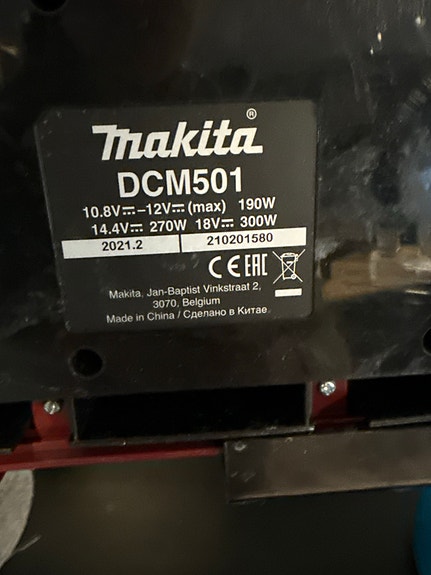 makita®
DCM501
10.8V⎓–12V⎓(max) 190W
14.4V⎓ 270W 18V⎓ 300W
2021.2 210201580
CE EAC
Makita, Jan-Baptist Vinkstraat 2,
3070, Belgium
Made in China / Сделано в Китае